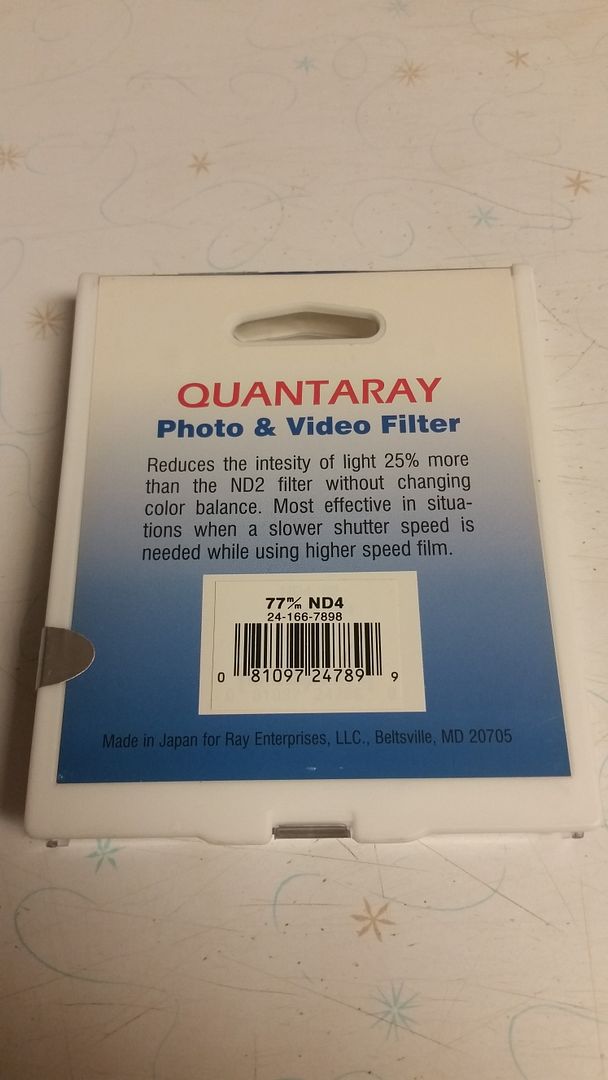 QUANTARAY
Photo & Video Filter
Reduces the intesity of light 25% more
than the ND2 filter without changing
color balance. Most effective in situa-
tions when a slower shutter speed is
needed while using higher speed film.
77m/m ND4
24-166-7898
0 81097 24789 9
Made in Japan for Ray Enterprises, LLC., Beltsville, MD 20705